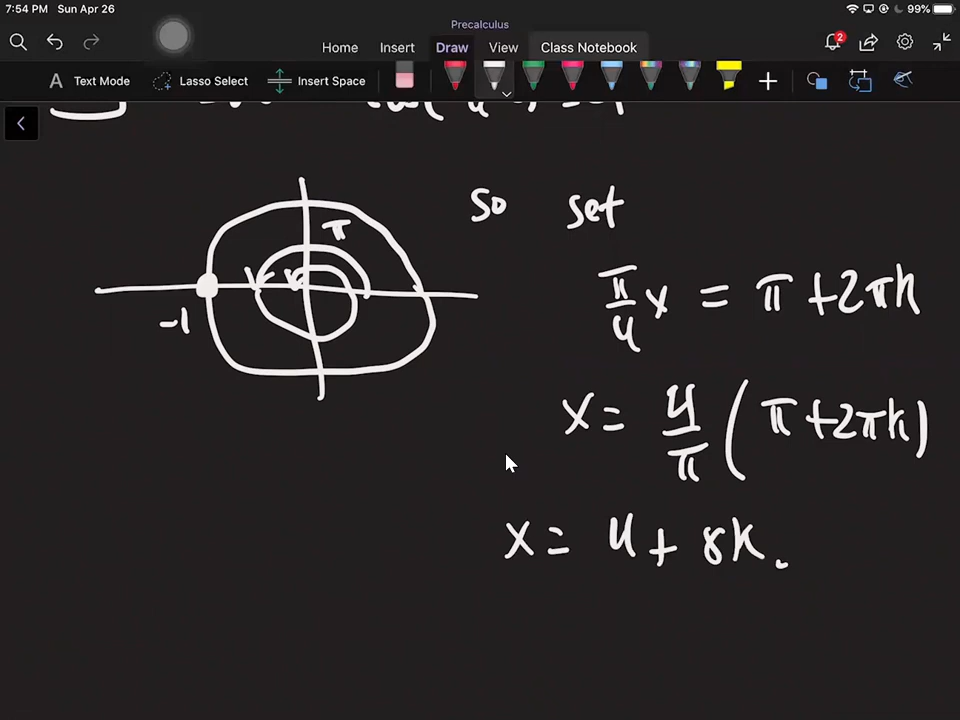 7:54 PM Sun Apr 26
99%
Precalculus
Home Insert Draw View Class Notebook
2
Text Mode Lasso Select Insert Space
π
-1
So set
π/4 x = π + 2πk
x = 4/π (π + 2πk)
x = 4 + 8k.